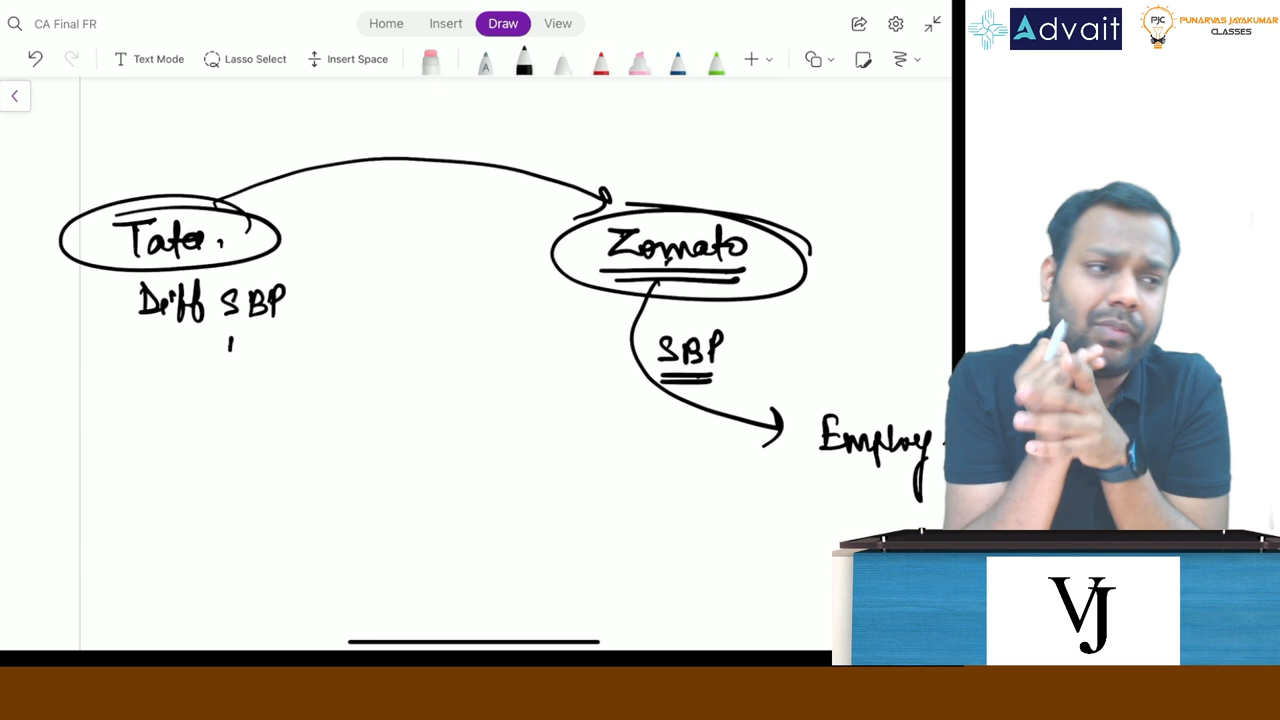 CA Final FR
Home Insert Draw View
Text Mode
Lasso Select
Insert Space
A
Advait
PJC
PUNARVAS JAYAKUMAR
CLASSES
Tata.
Zomato
Diff SBP
SBP
Employ
VJ